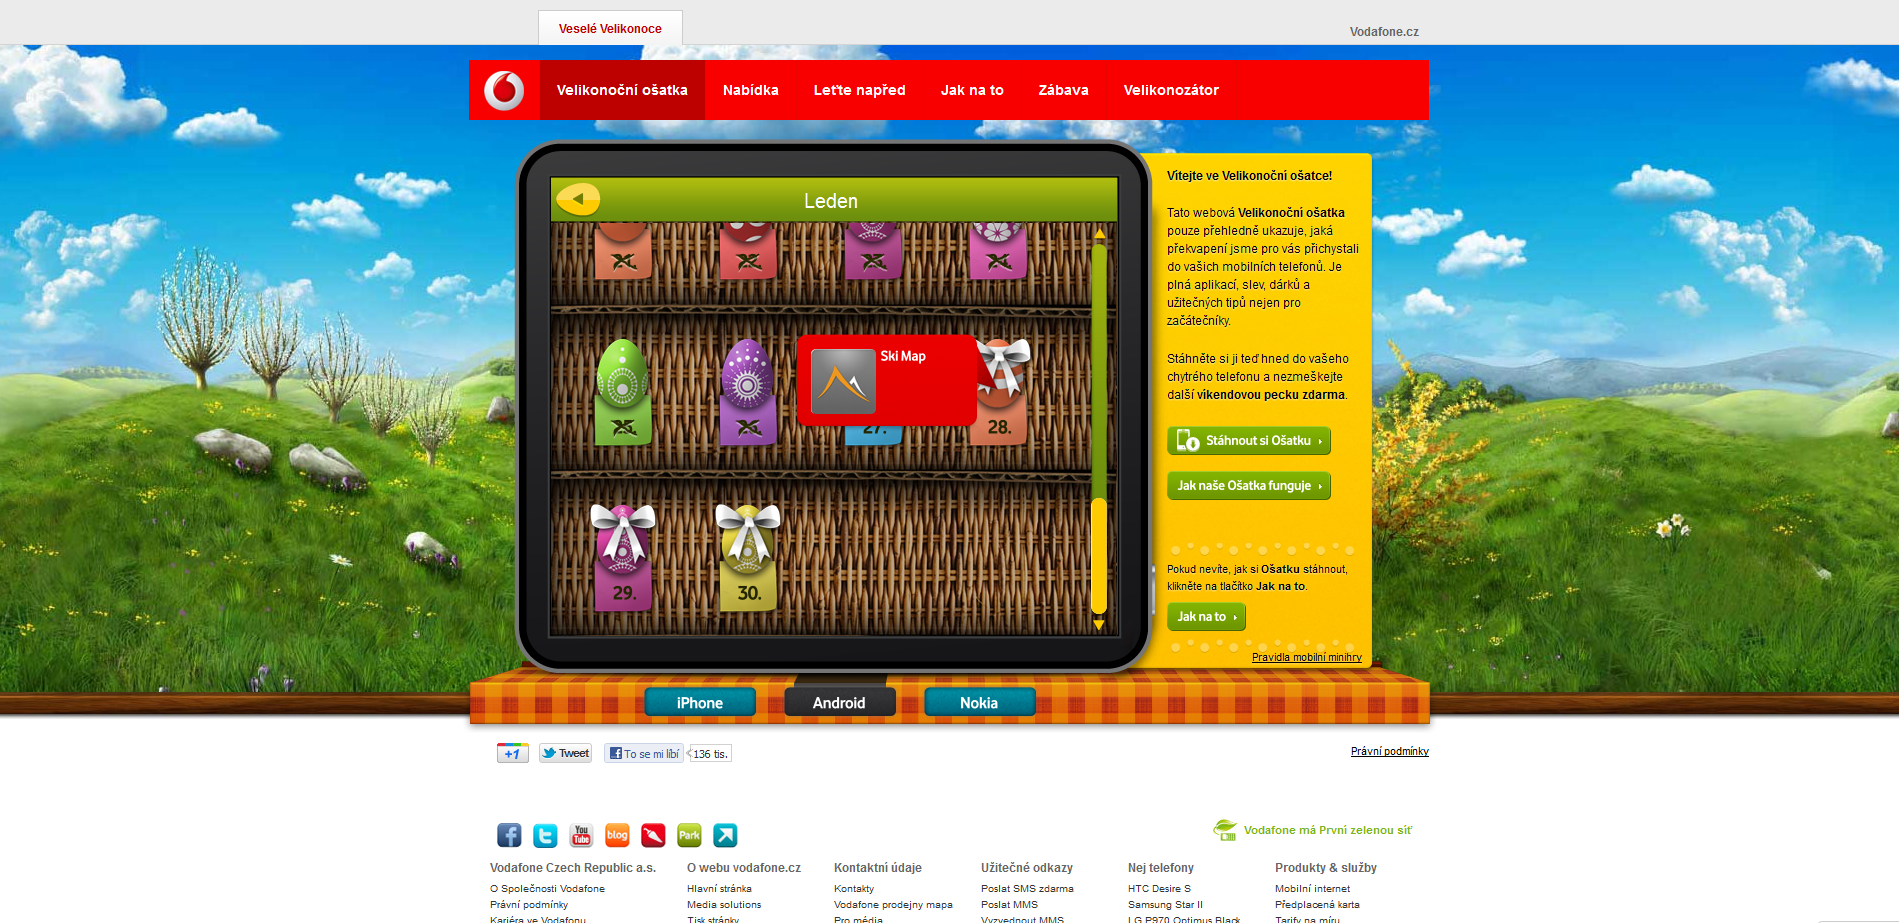 Veselé Velikonoce
Vodafone.cz
Velikonoční ošatka
Nabídka
Leťte napřed
Jak na to
Zábava
Velikonozátor
Leden
Ski Map
25.
26.
27.
28.
29.
30.
Vítejte ve Velikonoční ošatce!
Tato webová Velikonoční ošatka
pouze přehledně ukazuje, jaká
překvapení jsme pro vás přichystali
do vašich mobilních telefonů. Je
plná aplikací, slev, dárků a
užitečných tipů nejen pro
začátečníky.
Stáhněte si ji teď hned do vašeho
chytrého telefonu a nezmeškejte
další víkendovou pecku zdarma.
Stáhnout si Ošatku
Jak naše Ošatka funguje
Pokud nevíte, jak si Ošatku stáhnout,
klikněte na tlačítko Jak na to.
Jak na to
Pravidla mobilní minihry
iPhone
Android
Nokia
+1
Tweet
To se mi líbí
136 tis.
Právní podmínky
You
Tube
blog
Park
Vodafone má První zelenou síť
Vodafone Czech Republic a.s.
O Společnosti Vodafone
Právní podmínky
Kariéra ve Vodafonu
O webu vodafone.cz
Hlavní stránka
Media solutions
Tisk stránky
Kontaktní údaje
Kontakty
Vodafone prodejny mapa
Pro média
Užitečné odkazy
Poslat SMS zdarma
Poslat MMS
Vyzvednout MMS
Nej telefony
HTC Desire S
Samsung Star II
LG P970 Optimus Black
Produkty & služby
Mobilní internet
Předplacená karta
Tarify na míru